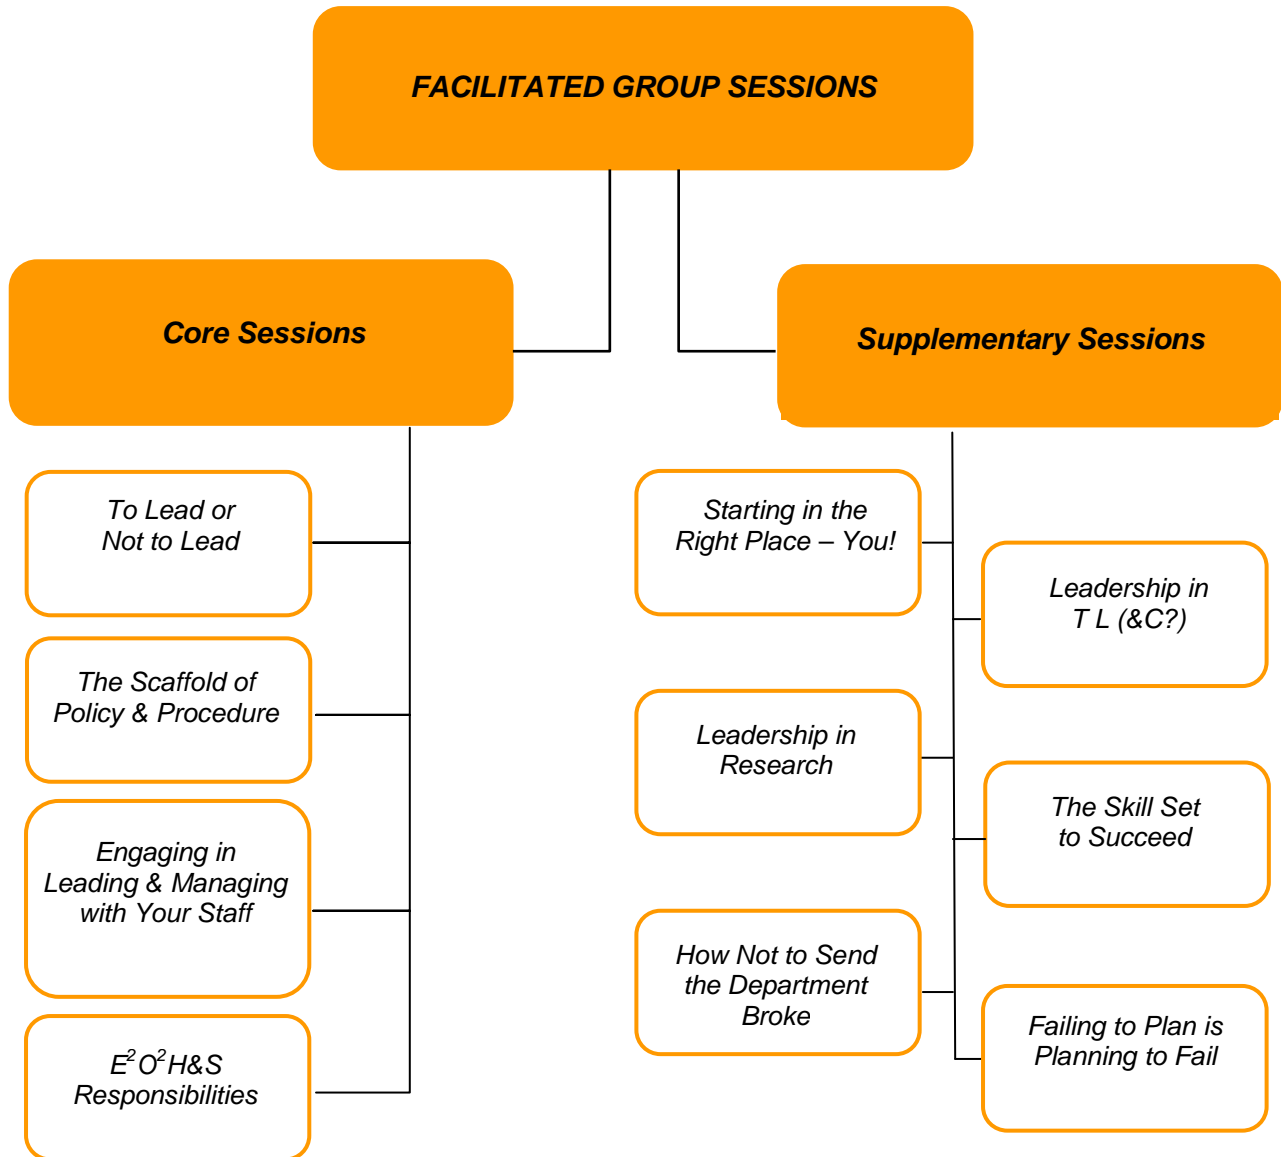 FACILITATED GROUP SESSIONS
Core Sessions
Supplementary Sessions
To Lead or
Not to Lead
The Scaffold of
Policy & Procedure
Engaging in
Leading & Managing
with Your Staff
E²O²H&S
Responsibilities
Starting in the
Right Place – You!
Leadership in
T L (&C?)
Leadership in
Research
The Skill Set
to Succeed
How Not to Send
the Department
Broke
Failing to Plan is
Planning to Fail